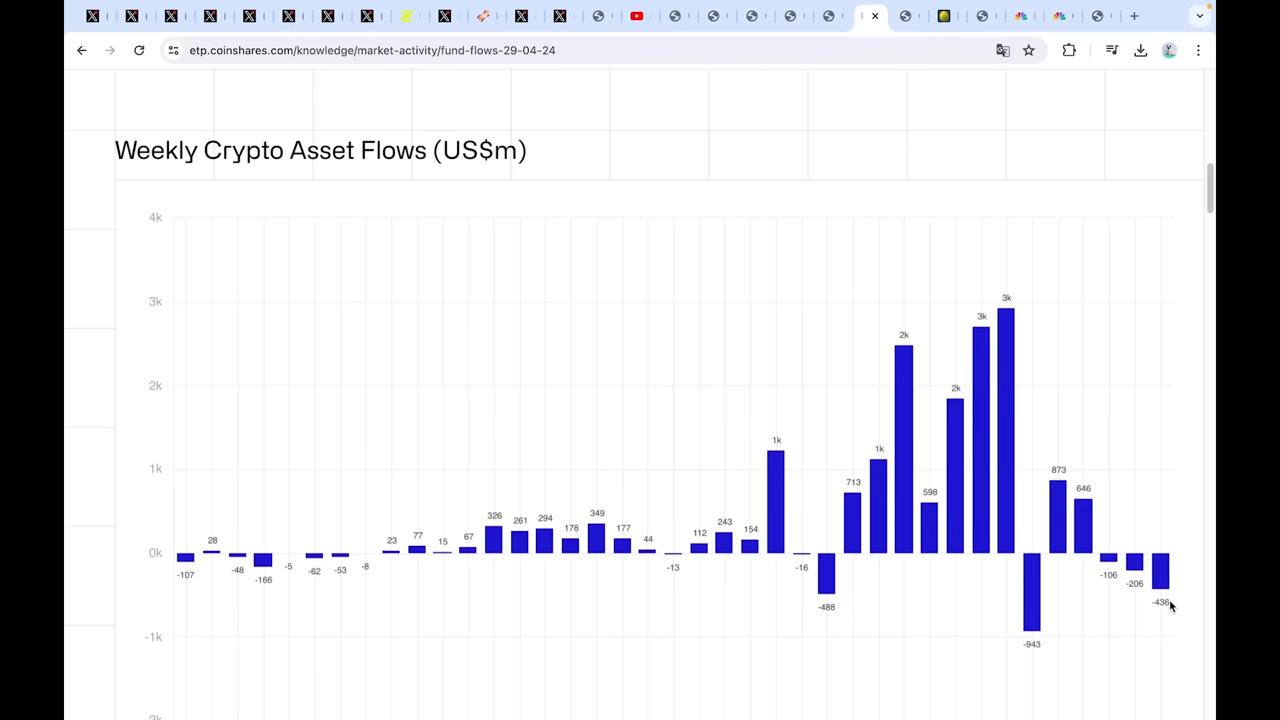 etp.coinshares.com/knowledge/market-activity/fund-flows-29-04-24
Weekly Crypto Asset Flows (US$m)
4k
3k
2k
1k
0k
-1k
-107
28
-48
-166
-5
-62
-53
-8
23
77
15
67
326
261
294
178
349
177
44
-13
112
243
154
1k
-16
-488
713
1k
2k
598
2k
3k
3k
-943
873
646
-106
-206
-436